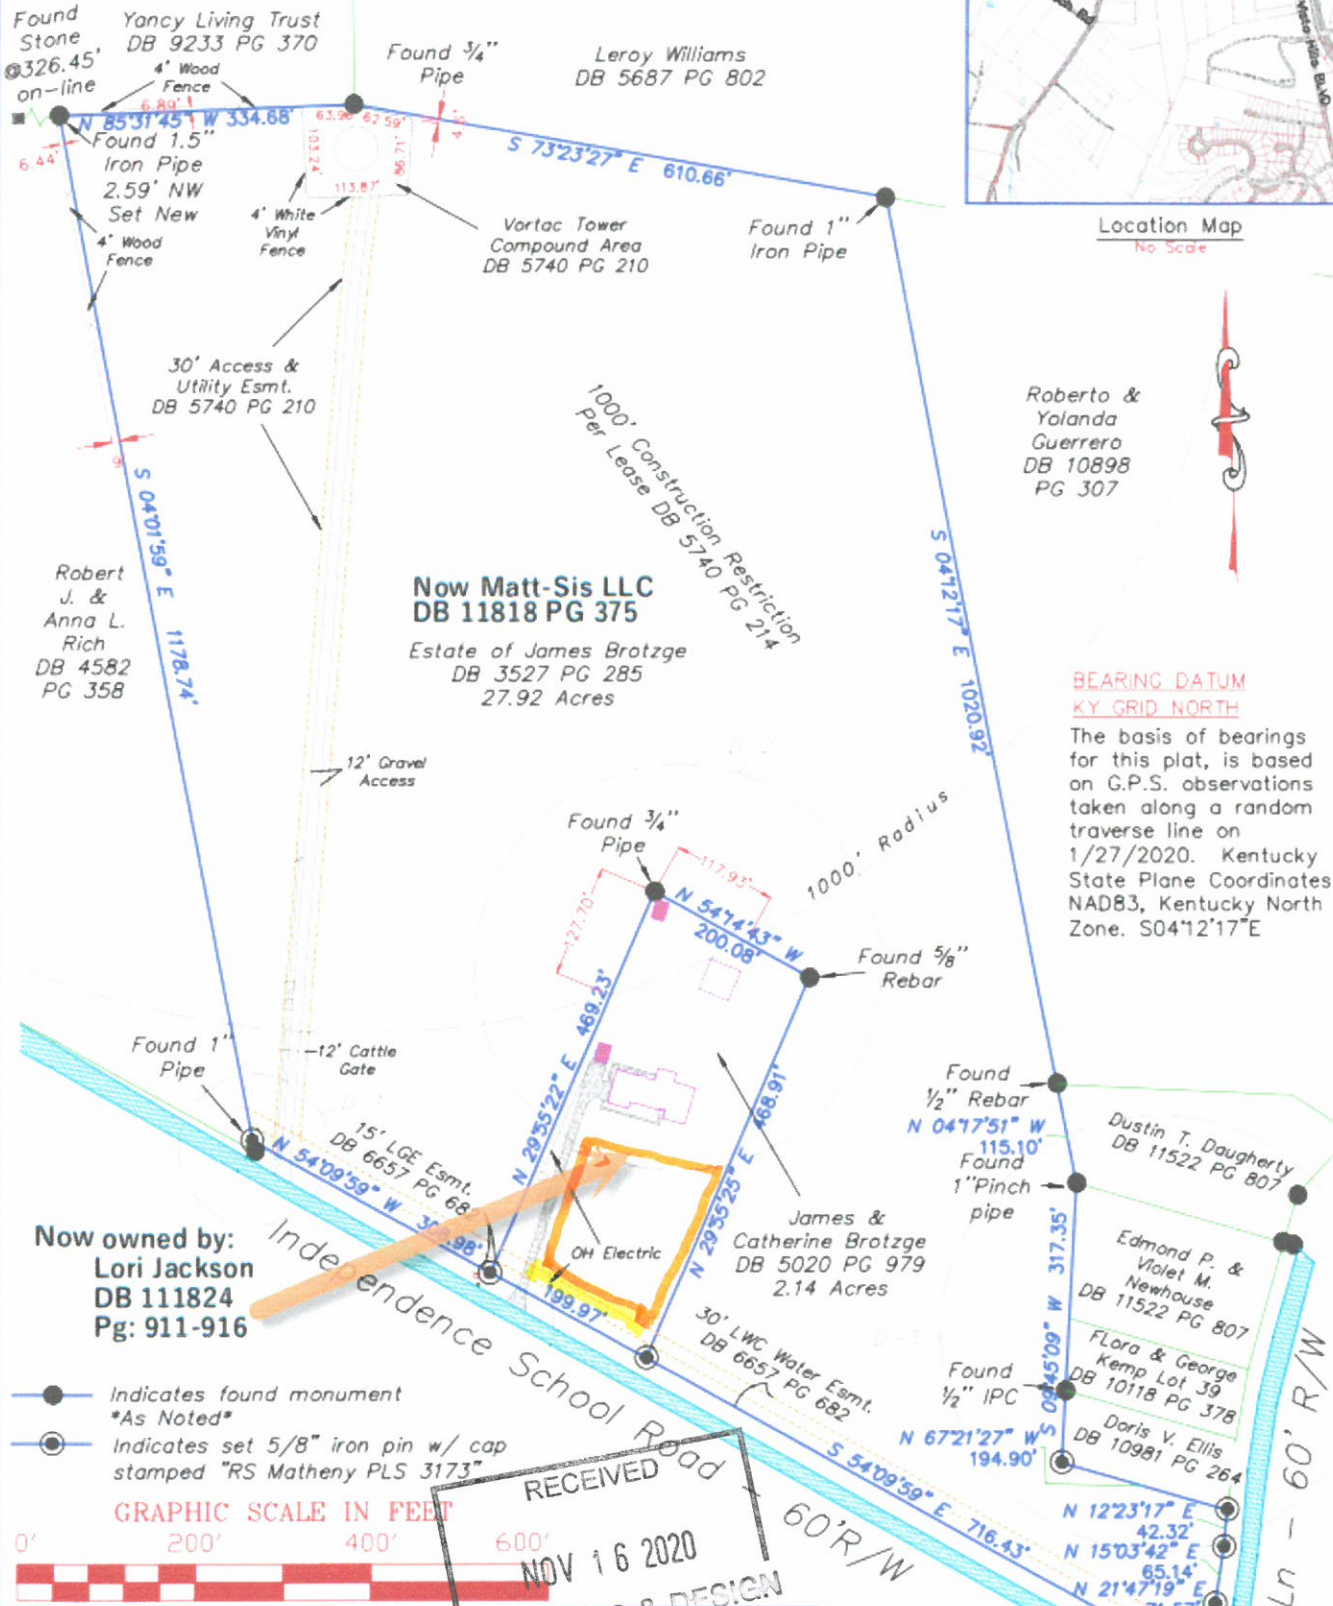 Found
Stone
@326.45'
on-line
Yancy Living Trust
DB 9233 PG 370
4' Wood
Fence
6.89'
N 85°31'45" W 334.68'
Found 1.5"
Iron Pipe
2.59' NW
Set New
6.44'
4' Wood
Fence
Found 3/4"
Pipe
Leroy Williams
DB 5687 PG 802
62.59'
103.24'
113.87'
4' White
Vinyl
Fence
S 73°23'27" E 610.66'
Vortac Tower
Compound Area
DB 5740 PG 210
Found 1"
Iron Pipe
Location Map
No Scale
30' Access &
Utility Esmt.
DB 5740 PG 210
1000' Construction Restriction
Per Lease DB 5740 PG 214
Roberto &
Yolanda
Guerrero
DB 10898
PG 307
S 04°01'59" E 1178.74'
S 04°12'17" E 1020.92'
Robert
J. &
Anna L.
Rich
DB 4582
PG 358
Now Matt-Sis LLC
DB 11818 PG 375
Estate of James Brotzge
DB 3527 PG 285
27.92 Acres
BEARING DATUM
KY GRID NORTH
The basis of bearings
for this plat, is based
on G.P.S. observations
taken along a random
traverse line on
1/27/2020. Kentucky
State Plane Coordinates
NAD83, Kentucky North
Zone. S04°12'17"E
12' Gravel
Access
Found 3/4"
Pipe
117.93'
127.70'
1000' Radius
N 54°14'43" W
200.08'
Found 5/8"
Rebar
N 29°55'22" E 469.23'
N 29°55'25" E 468.91'
Found 1"
Pipe
12' Cattle
Gate
15' LGE Esmt.
DB 6657 PG 68
N 54°09'59" W
OH Electric
199.97'
James &
Catherine Brotzge
DB 5020 PG 979
2.14 Acres
Found
1/2" Rebar
N 04°17'51" W
115.10'
Found
1"Pinch
pipe
Dustin T. Daugherty
DB 11522 PG 807
Edmond P. &
Violet M.
Newhouse
DB 11522 PG 807
S 09°45'09" W 317.35'
FLora & George
Kemp Lot 39
DB 10118 PG 378
Found
1/2" IPC
Doris V. Ellis
DB 10981 PG 264
N 67°21'27" W
194.90'
N 12°23'17" E
42.32'
N 15°03'42" E
65.14'
N 21°47'19" E
Now owned by:
Lori Jackson
DB 111824
Pg: 911-916
Independence School Road - 60'R/W
30' LWC Water Esmt.
DB 6657 PG 682
S 54°09'59" E 716.43'
Ln - 60' R/W
Indicates found monument
*As Noted*
Indicates set 5/8" iron pin w/ cap
stamped "RS Matheny PLS 3173"
GRAPHIC SCALE IN FEET
0' 200' 400' 600'
RECEIVED
NOV 16 2020
& DESIGN